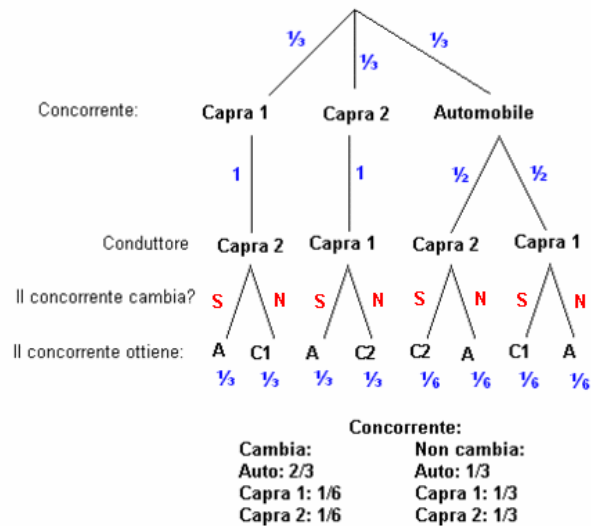 ⅓ ⅓ ⅓
Concorrente: Capra 1 Capra 2 Automobile
1 1 ½ ½
Conduttore Capra 2 Capra 1 Capra 2 Capra 1
Il concorrente cambia? S N S N S N S N
Il concorrente ottiene: A C1 A C2 C2 A C1 A
⅓ ⅓ ⅓ ⅓ ⅙ ⅙ ⅙ ⅙
Concorrente:
Cambia: Non cambia:
Auto: 2/3 Auto: 1/3
Capra 1: 1/6 Capra 1: 1/3
Capra 2: 1/6 Capra 2: 1/3